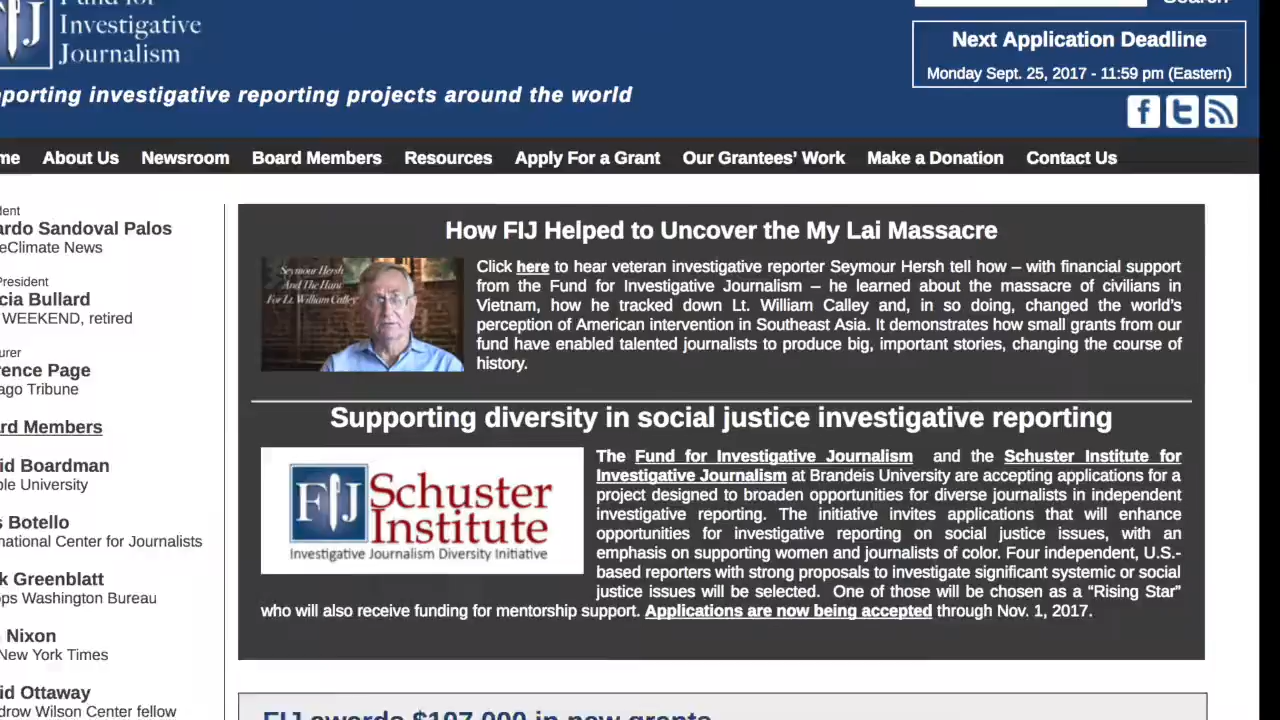 Fund for
Investigative
Journalism
Search
Next Application Deadline
Monday Sept. 25, 2017 - 11:59 pm (Eastern)
porting investigative reporting projects around the world
me About Us Newsroom Board Members Resources Apply For a Grant Our Grantees' Work Make a Donation Contact Us
dent
ardo Sandoval Palos
eClimate News
President
cia Bullard
WEEKEND, retired
urer
rence Page
ago Tribune
rd Members
id Boardman
ple University
s Botello
national Center for Journalists
k Greenblatt
pps Washington Bureau
Nixon
New York Times
id Ottaway
drow Wilson Center fellow
How FIJ Helped to Uncover the My Lai Massacre
Seymour Hersh
And The Hunt
For Lt. William Calley
Click here to hear veteran investigative reporter Seymour Hersh tell how – with financial support
from the Fund for Investigative Journalism – he learned about the massacre of civilians in
Vietnam, how he tracked down Lt. William Calley and, in so doing, changed the world's
perception of American intervention in Southeast Asia. It demonstrates how small grants from our
fund have enabled talented journalists to produce big, important stories, changing the course of
history.
Supporting diversity in social justice investigative reporting
FIJ Schuster
Institute
Investigative Journalism Diversity Initiative
The Fund for Investigative Journalism and the Schuster Institute for
Investigative Journalism at Brandeis University are accepting applications for a
project designed to broaden opportunities for diverse journalists in independent
investigative reporting. The initiative invites applications that will enhance
opportunities for investigative reporting on social justice issues, with an
emphasis on supporting women and journalists of color. Four independent, U.S.-
based reporters with strong proposals to investigate significant systemic or social
justice issues will be selected. One of those will be chosen as a "Rising Star"
who will also receive funding for mentorship support. Applications are now being accepted through Nov. 1, 2017.
FIJ awards $107,000 in new grants